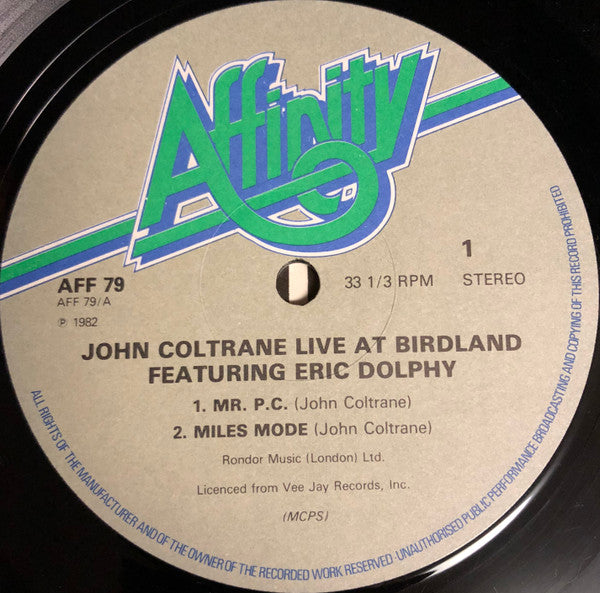 Affinity
AFF 79
AFF 79/A
℗ 1982
33 1/3 RPM
1
STEREO
JOHN COLTRANE LIVE AT BIRDLAND
FEATURING ERIC DOLPHY
1. MR. P.C. (John Coltrane)
2. MILES MODE (John Coltrane)
Rondor Music (London) Ltd.
Licenced from Vee Jay Records, Inc.
(MCPS)
ALL RIGHTS OF THE MANUFACTURER AND OF THE OWNER OF THE RECORDED WORK RESERVED · UNAUTHORISED PUBLIC PERFORMANCE BROADCASTING AND COPYING OF THIS RECORD PROHIBITED